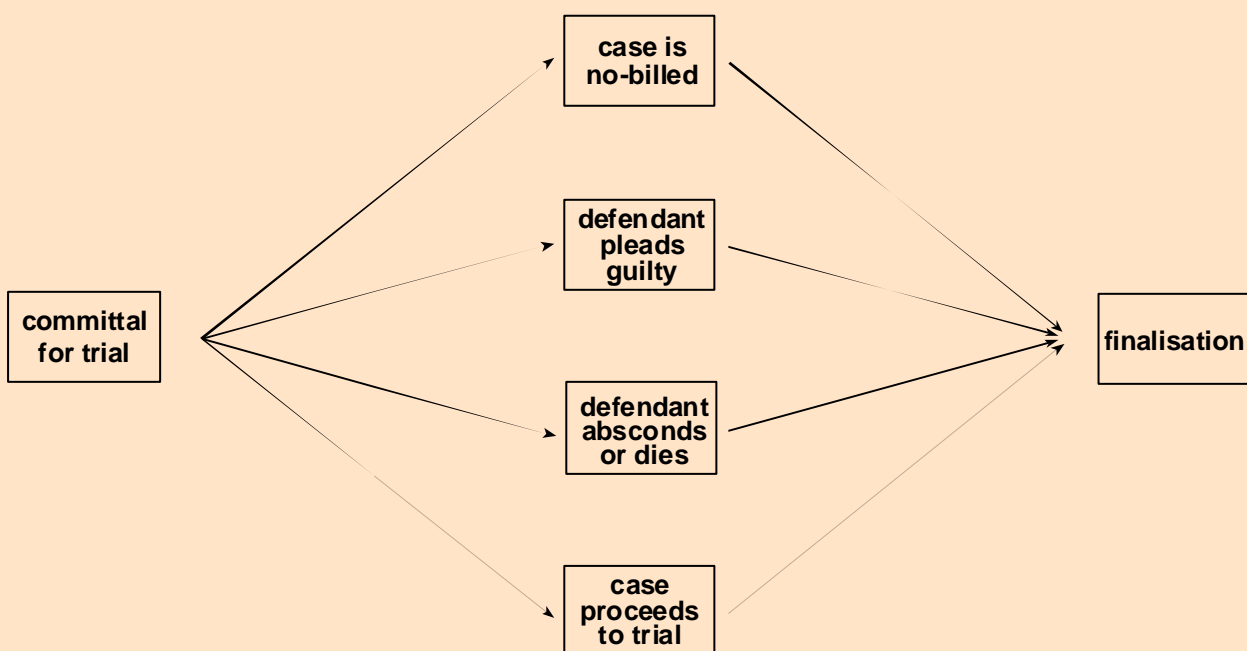 case is
no-billed
defendant
pleads
guilty
committal
for trial
finalisation
defendant
absconds
or dies
case
proceeds
to trial